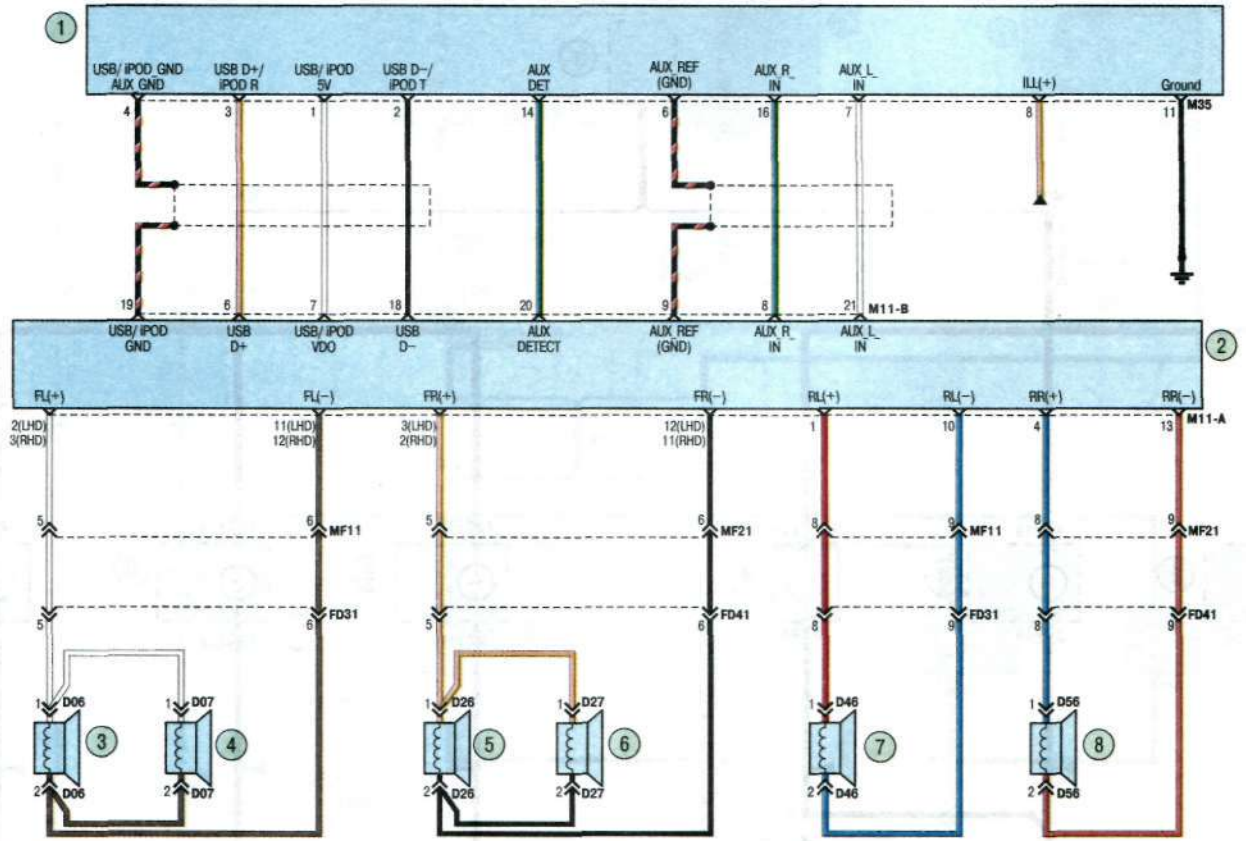 1
USB/ iPOD_GND AUX_GND
USB D+/ iPOD R
USB/ iPOD 5V
USB D–/ iPOD T
AUX DET
AUX_REF (GND)
AUX_R_ IN
AUX_L_ IN
ILL(+)
Ground
4 3 1 2 14 6 16 7 8 11 M35
19 6 7 18 20 9 8 21 M11-B
USB/ iPOD GND
USB D+
USB/ iPOD VDO
USB D–
AUX DETECT
AUX_REF (GND)
AUX_R_ IN
AUX_L_ IN
2
FL(+) FL(–) FR(+) FR(–) RL(+) RL(–) RR(+) RR(–)
2(LHD) 11(LHD) 3(LHD) 12(LHD) 1 10 4 13 M11-A
3(RHD) 12(RHD) 2(RHD) 11(RHD)
5 6 MF11 5 6 MF21 8 9 MF11 8 9 MF21
5 6 FD31 5 6 FD41 8 9 FD31 8 9 FD41
1 D06 1 D07 1 D26 1 D27 1 D46 1 D56
3 4 5 6 7 8
2 D06 2 D07 2 D26 2 D27 2 D46 2 D56